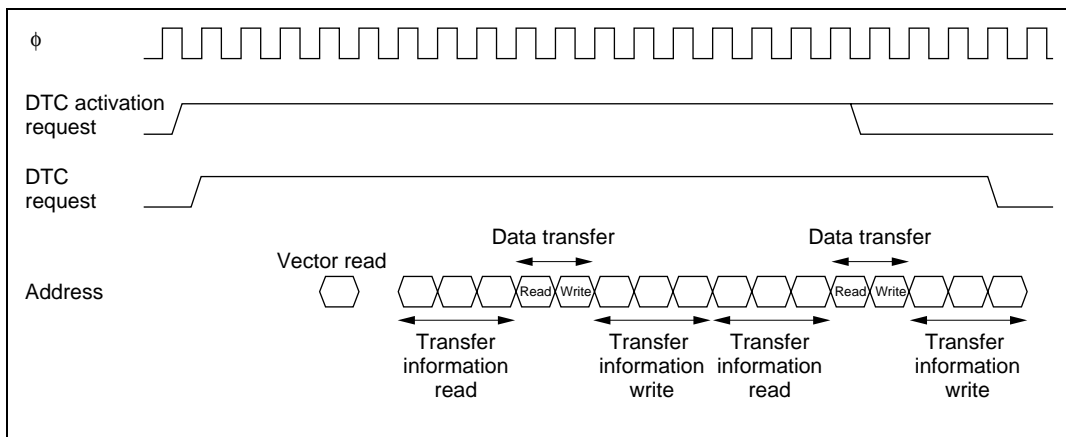 φ
DTC activation
request
DTC
request
Data transfer
Data transfer
Vector read
Address
Read
Write
Read
Write
Transfer
information
read
Transfer
information
write
Transfer
information
read
Transfer
information
write